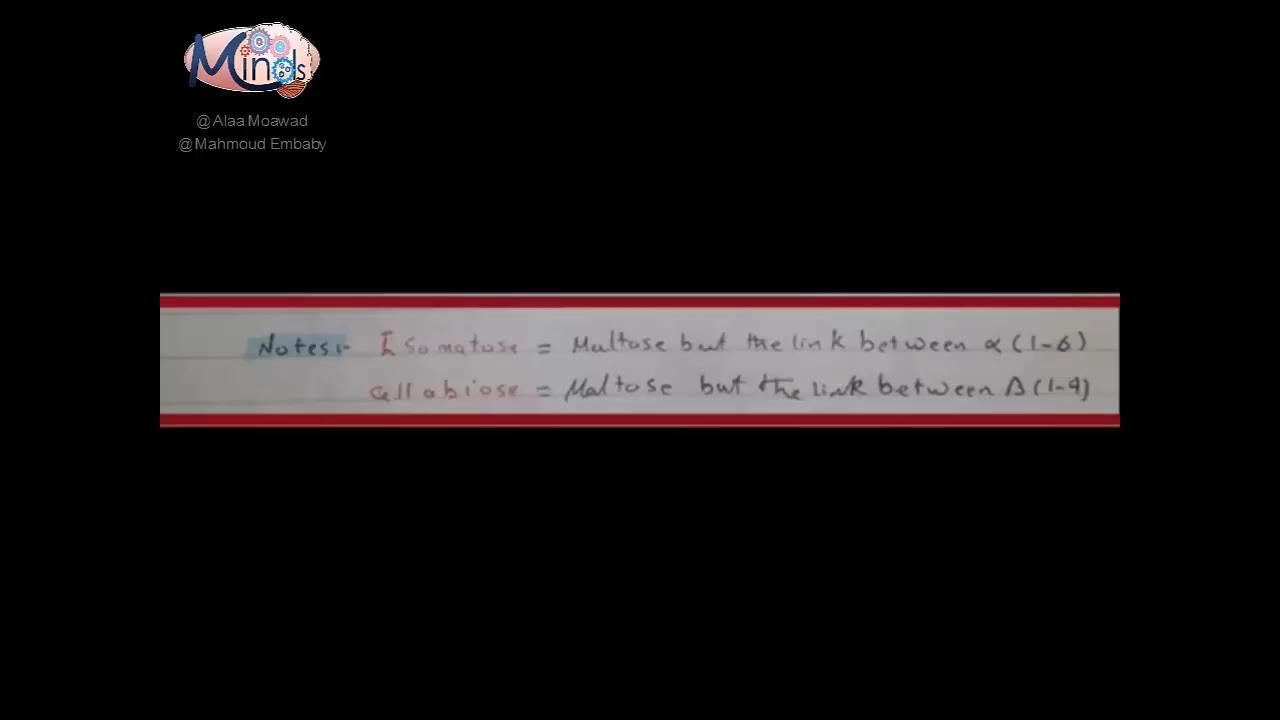 Minds
@Alaa Moawad
@Mahmoud Embaby
Notes:- Isomatose = Maltose but the link between α (1-6)
Cellobiose = Maltose but the link between β (1-4)